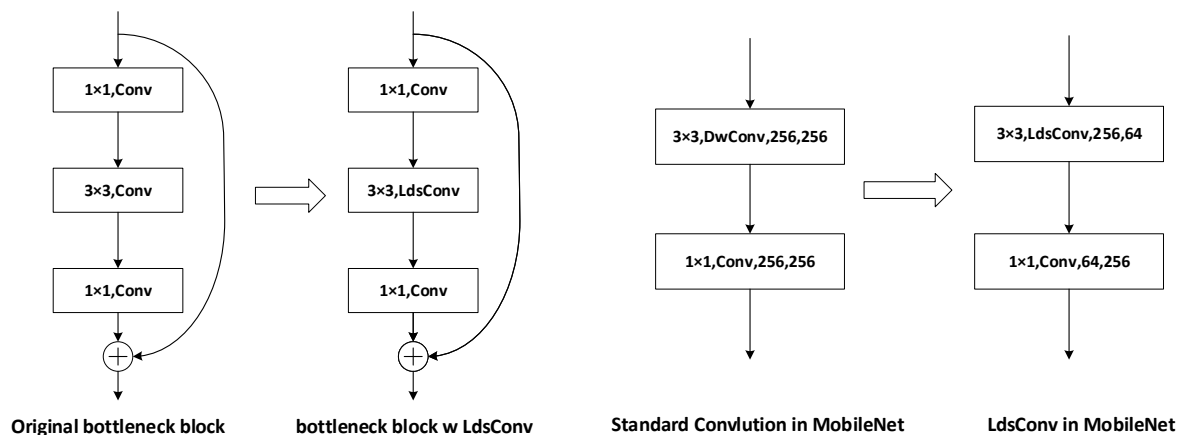 1×1,Conv
3×3,Conv
1×1,Conv
Original bottleneck block
1×1,Conv
3×3,LdsConv
1×1,Conv
bottleneck block w LdsConv
3×3,DwConv,256,256
1×1,Conv,256,256
Standard Convlution in MobileNet
3×3,LdsConv,256,64
1×1,Conv,64,256
LdsConv in MobileNet